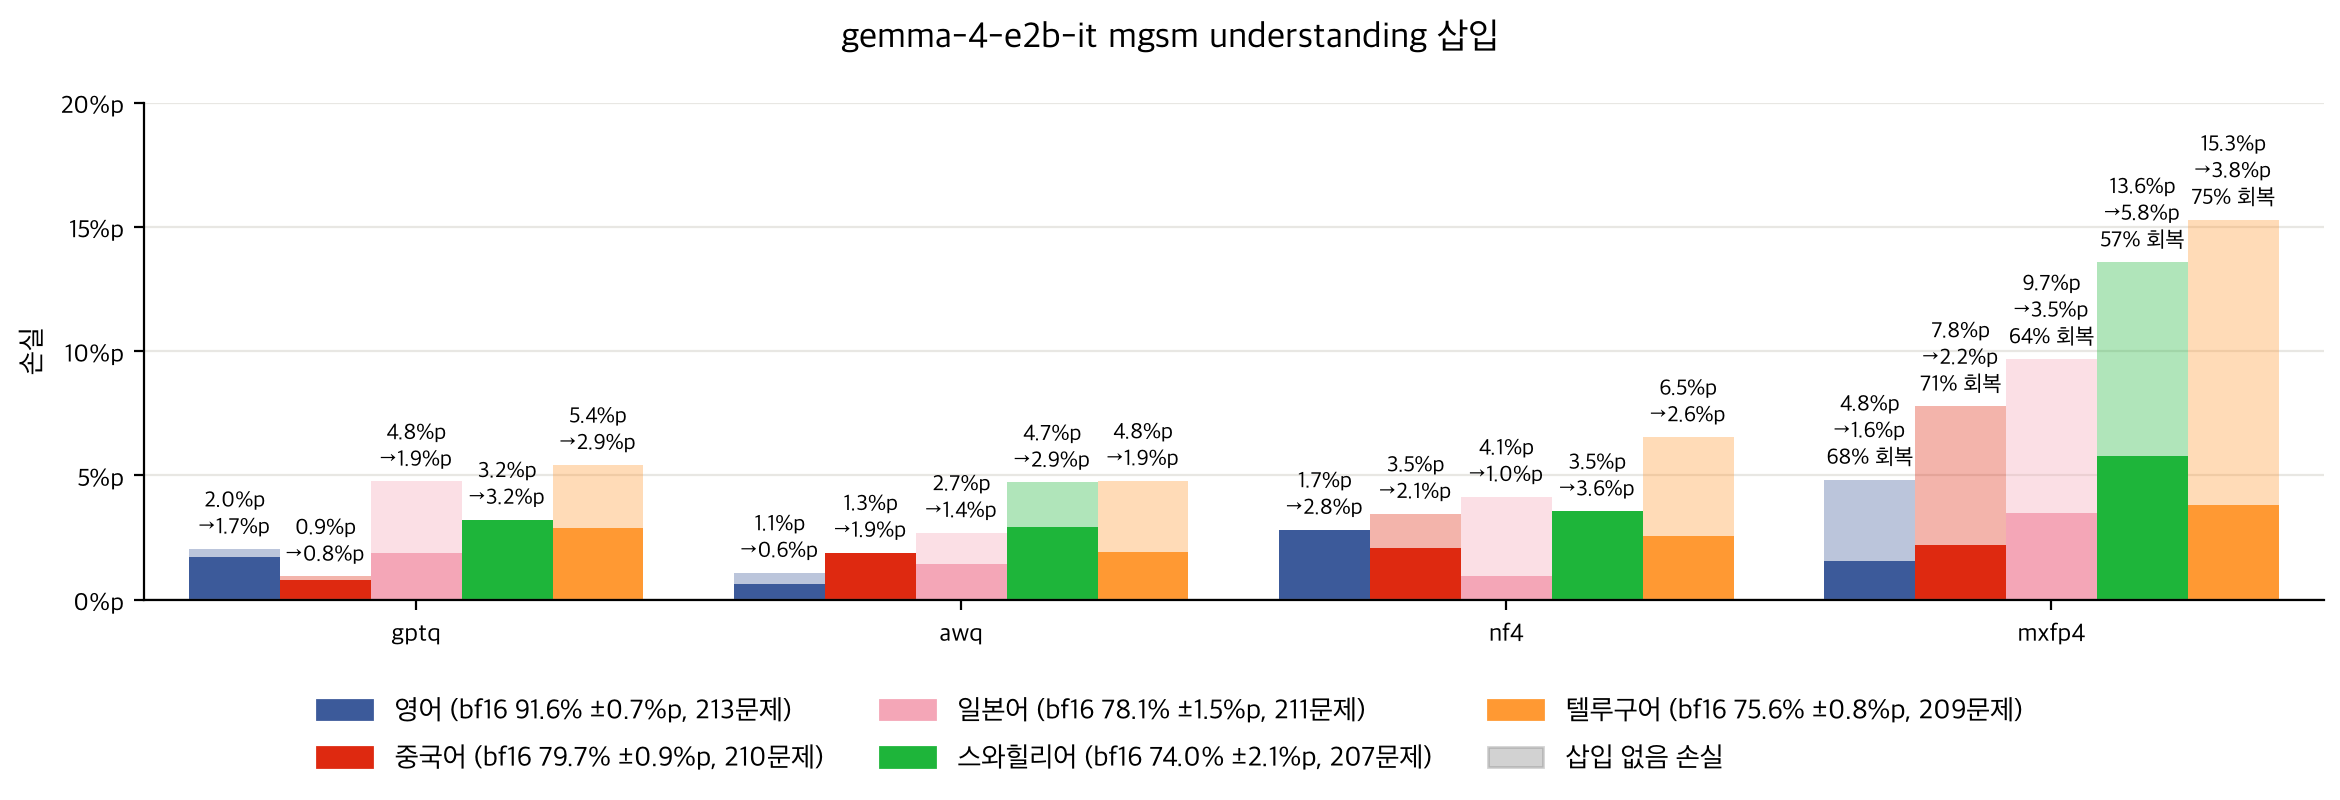 gemma-4-e2b-it mgsm understanding 삽입
손실
20%p
15%p
10%p
5%p
0%p
2.0%p
→1.7%p
0.9%p
→0.8%p
4.8%p
→1.9%p
3.2%p
→3.2%p
5.4%p
→2.9%p
1.1%p
→0.6%p
1.3%p
→1.9%p
2.7%p
→1.4%p
4.7%p
→2.9%p
4.8%p
→1.9%p
1.7%p
→2.8%p
3.5%p
→2.1%p
4.1%p
→1.0%p
3.5%p
→3.6%p
6.5%p
→2.6%p
4.8%p
→1.6%p
68% 회복
7.8%p
→2.2%p
71% 회복
9.7%p
→3.5%p
64% 회복
13.6%p
→5.8%p
57% 회복
15.3%p
→3.8%p
75% 회복
gptq
awq
nf4
mxfp4
영어 (bf16 91.6% ±0.7%p, 213문제)
중국어 (bf16 79.7% ±0.9%p, 210문제)
일본어 (bf16 78.1% ±1.5%p, 211문제)
스와힐리어 (bf16 74.0% ±2.1%p, 207문제)
텔루구어 (bf16 75.6% ±0.8%p, 209문제)
삽입 없음 손실